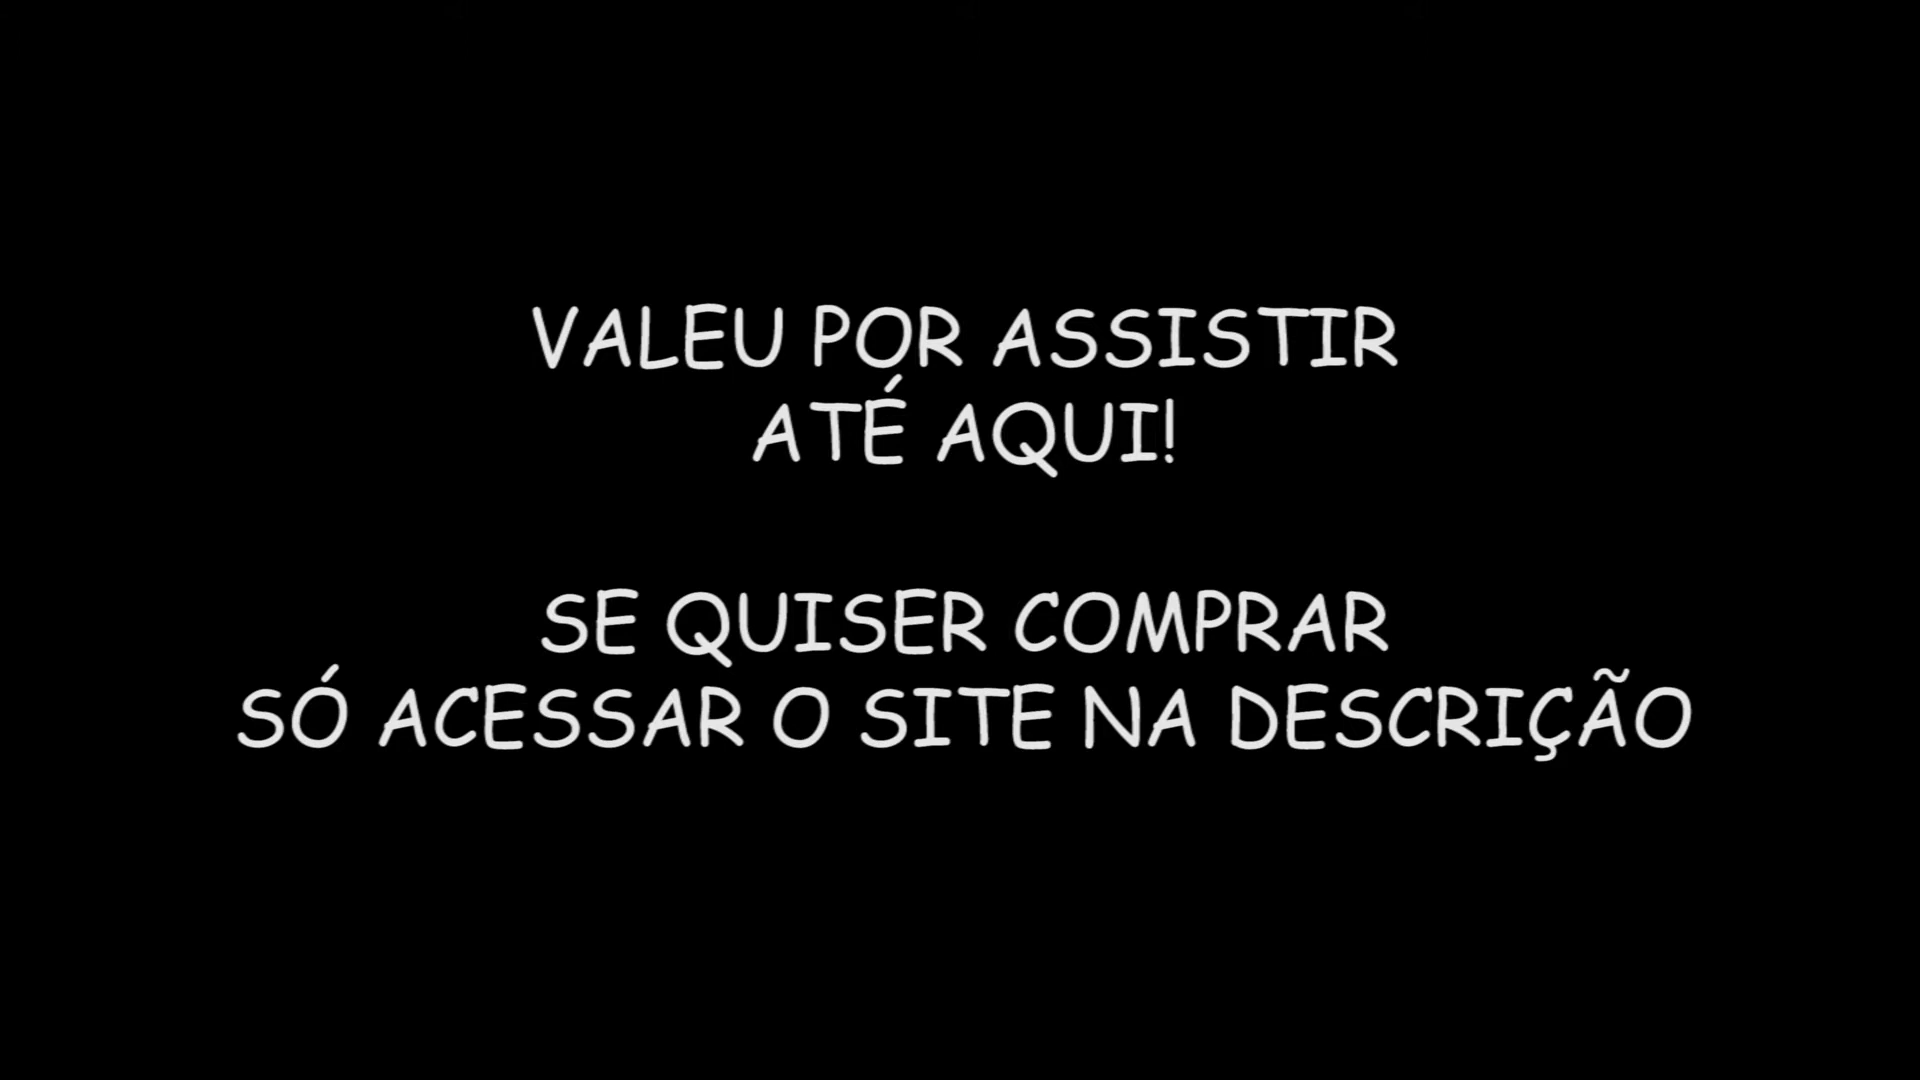 VALEU POR ASSISTIR
ATÉ AQUI!
SE QUISER COMPRAR
SÓ ACESSAR O SITE NA DESCRIÇÃO